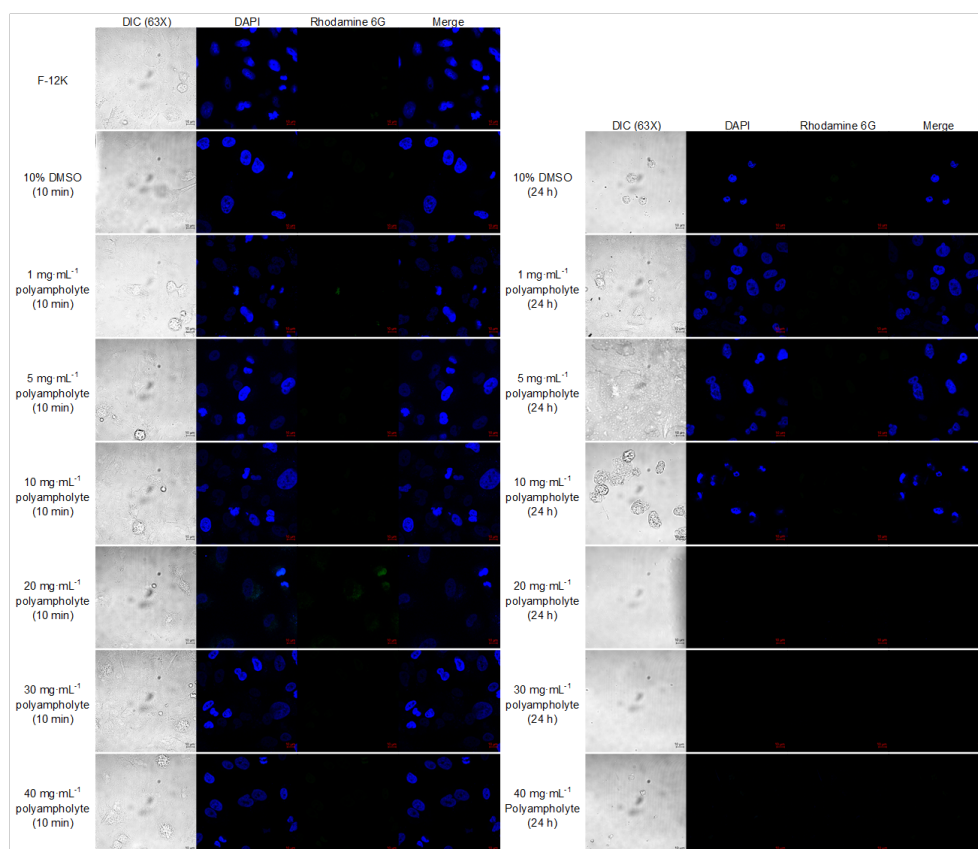 DIC (63X) DAPI Rhodamine 6G Merge
F-12K
DIC (63X) DAPI Rhodamine 6G Merge
10% DMSO
(10 min)
10% DMSO
(24 h)
1 mg·mL⁻¹
polyampholyte
(10 min)
1 mg·mL⁻¹
polyampholyte
(24 h)
5 mg·mL⁻¹
polyampholyte
(10 min)
5 mg·mL⁻¹
polyampholyte
(24 h)
10 mg·mL⁻¹
polyampholyte
(10 min)
10 mg·mL⁻¹
polyampholyte
(24 h)
20 mg·mL⁻¹
polyampholyte
(10 min)
20 mg·mL⁻¹
polyampholyte
(24 h)
30 mg·mL⁻¹
polyampholyte
(10 min)
30 mg·mL⁻¹
polyampholyte
(24 h)
40 mg·mL⁻¹
polyampholyte
(10 min)
40 mg·mL⁻¹
Polyampholyte
(24 h)